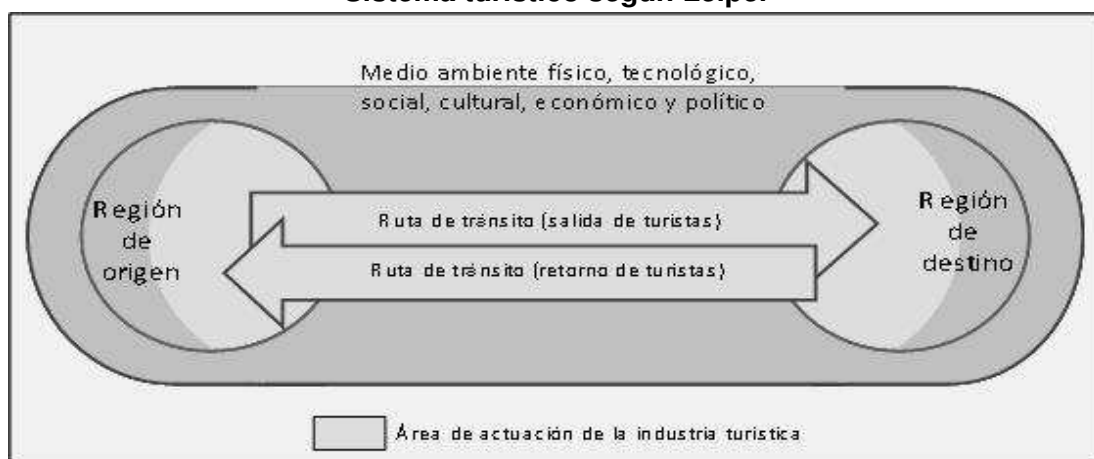 Sistema turístico según Leiper
Medio ambiente físico, tecnológico,
social, cultural, económico y político
Región
de
origen
Ruta de tránsito (salida de turistas)
Ruta de tránsito (retorno de turistas)
Región
de
destino
Área de actuación de la industria turística